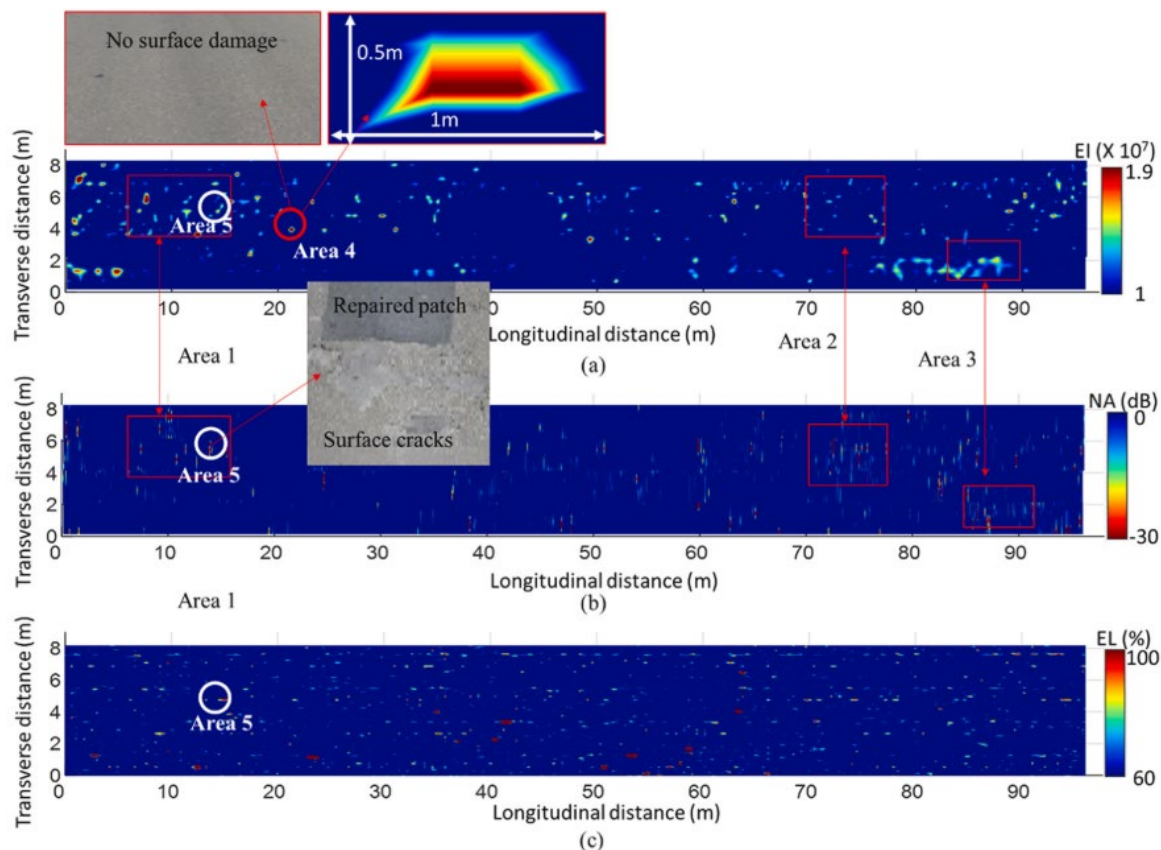 No surface damage
0.5m
1m
EI (X 10⁷)
1.9
1
Transverse distance (m)
8
6
4
2
0
Area 5
Area 4
0 10 20 30 40 50 60 70 80 90
Longitudinal distance (m)
(a)
Repaired patch
Surface cracks
Area 1
Area 2
Area 3
NA (dB)
0
-30
Transverse distance (m)
8
6
4
2
0
Area 5
0 10 20 30 40 50 60 70 80 90
Longitudinal distance (m)
(b)
Area 1
EL (%)
100
60
Transverse distance (m)
8
6
4
2
0
Area 5
0 10 20 30 40 50 60 70 80 90
Longitudinal distance (m)
(c)